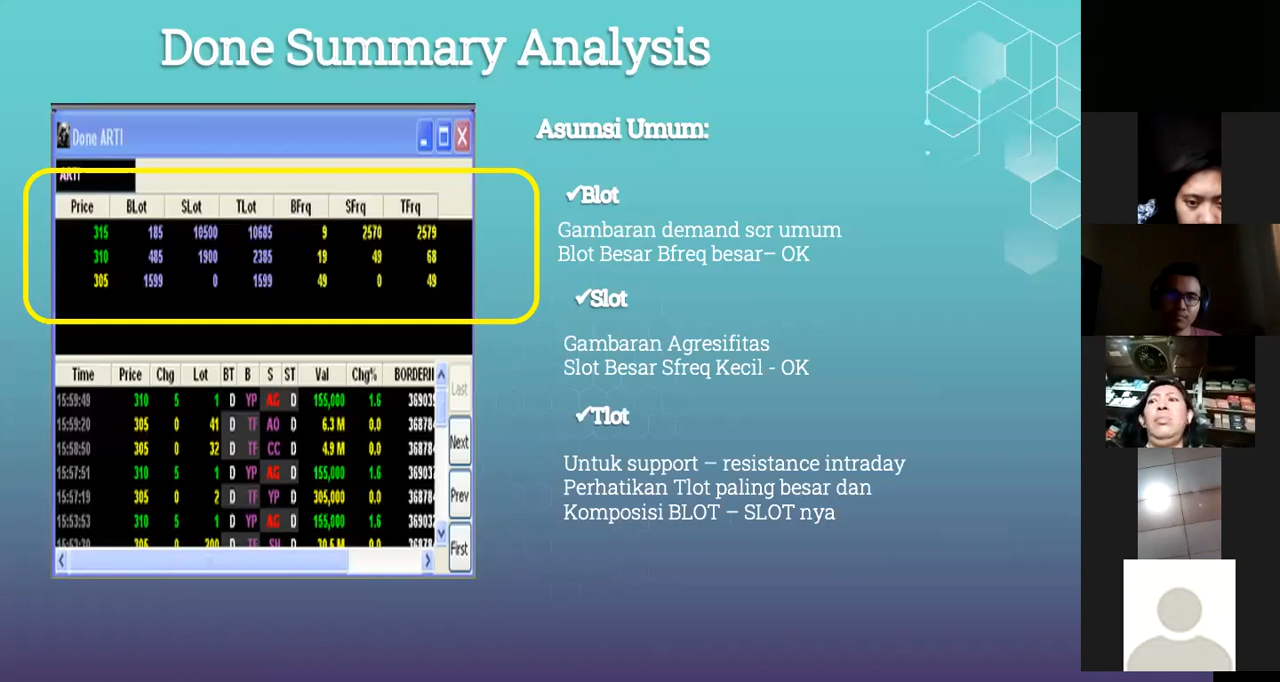 Done Summary Analysis
Done ARTI
ARTI
Price BLot SLot TLot BFrq SFrq TFrq
315 185 10500 10685 9 2570 2579
310 485 1900 2385 19 49 68
305 1599 0 1599 49 0 49
Time Price Chg Lot BT B S ST Val Chg%
15:59:49 310 5 1 D YP AG D 155,000 1.6
15:59:20 305 0 41 D TF AO D 6.3 M 0.0
15:58:50 305 0 32 D TF CC D 4.9 M 0.0
15:57:51 310 5 1 D YP AG D 155,000 1.6
15:57:19 305 0 2 D TF YP D 305,000 0.0
15:53:53 310 5 1 D YP AG D 155,000 1.6
Last
Next
Prev
First
Asumsi Umum:
✓Blot
Gambaran demand scr umum
Blot Besar Bfreq besar– OK
✓Slot
Gambaran Agresifitas
Slot Besar Sfreq Kecil - OK
✓Tlot
Untuk support – resistance intraday
Perhatikan Tlot paling besar dan
Komposisi BLOT – SLOT nya